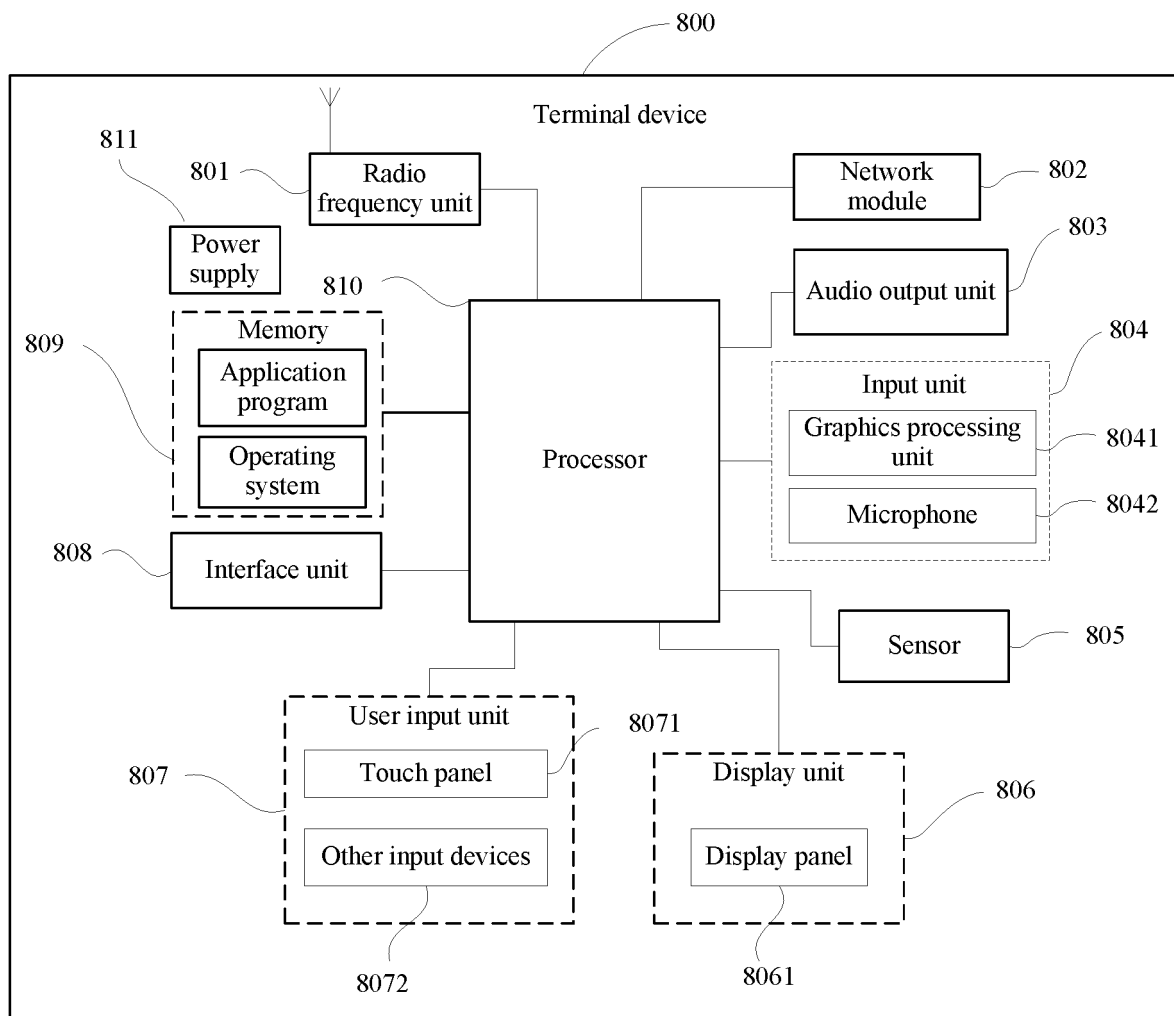 800
Terminal device
811
801
Radio
frequency unit
Network
module
802
Power
supply
803
Audio output unit
810
809
Memory
Application
program
Operating
system
Processor
804
Input unit
Graphics processing
unit
8041
Microphone
8042
808
Interface unit
Sensor
805
User input unit
8071
807
Touch panel
Other input devices
8072
Display unit
806
Display panel
8061